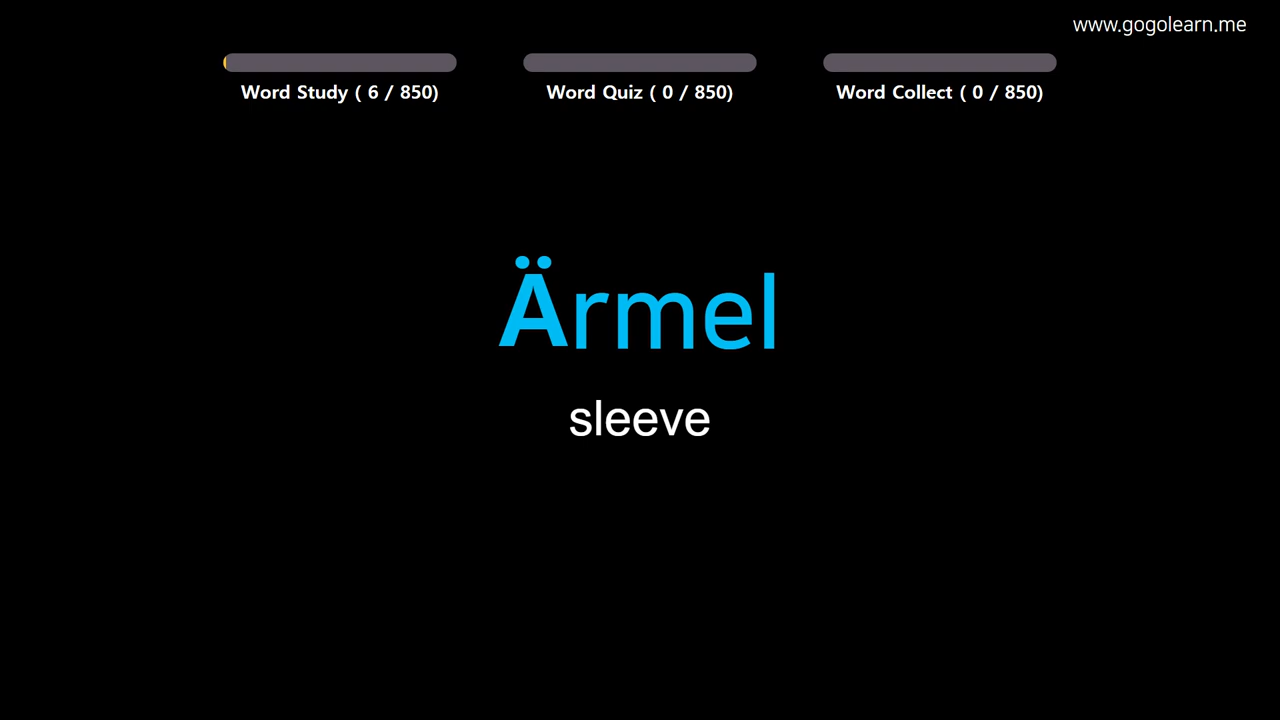 www.gogolearn.me
Word Study ( 6 / 850)
Word Quiz ( 0 / 850)
Word Collect ( 0 / 850)
Ärmel
sleeve